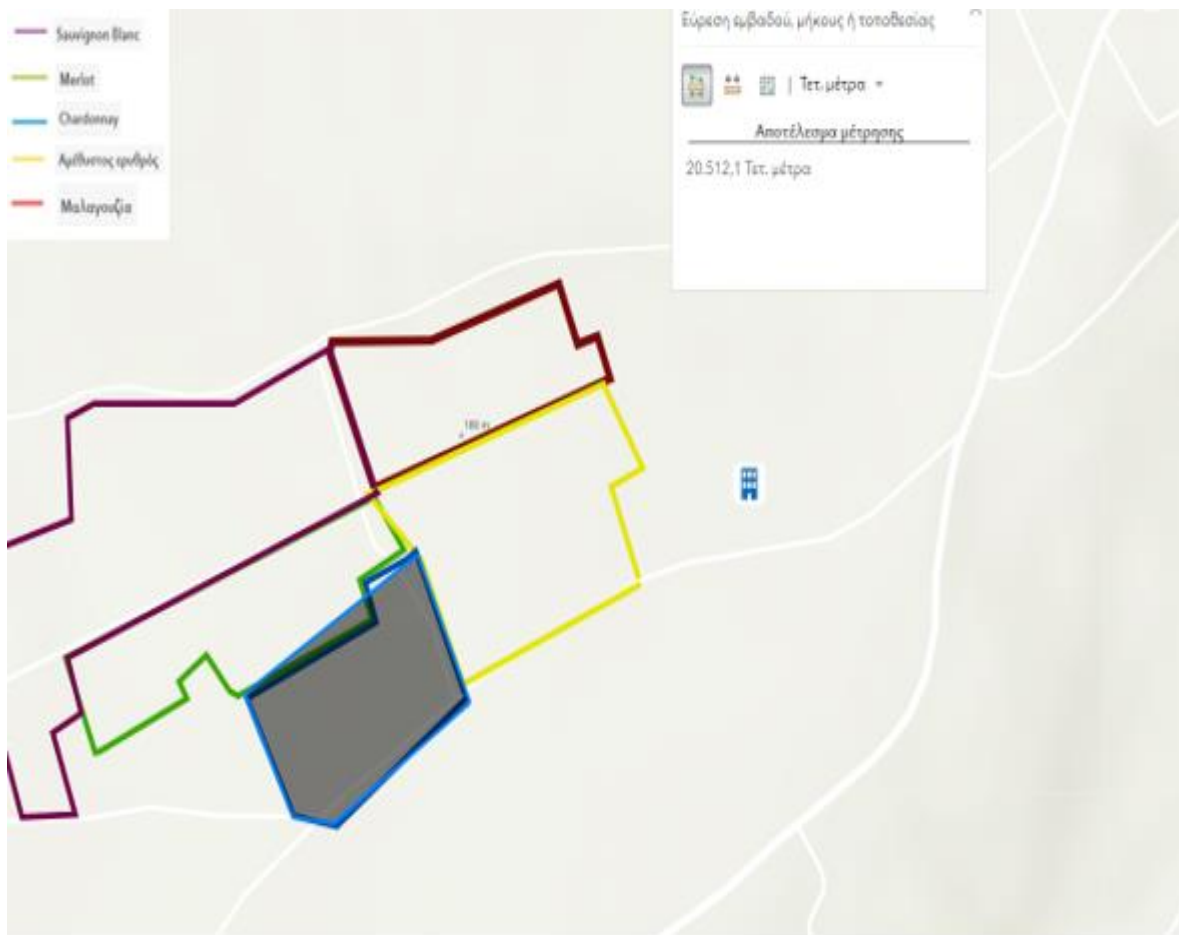 Sauvignon Blanc
Merlot
Chardonnay
Αμέθυστος ερυθρός
Μαλαγουζία
Εύρεση εμβαδού, μήκους ή τοποθεσίας
| Τετ. μέτρα
Αποτέλεσμα μέτρησης
20.512,1 Τετ. μέτρα